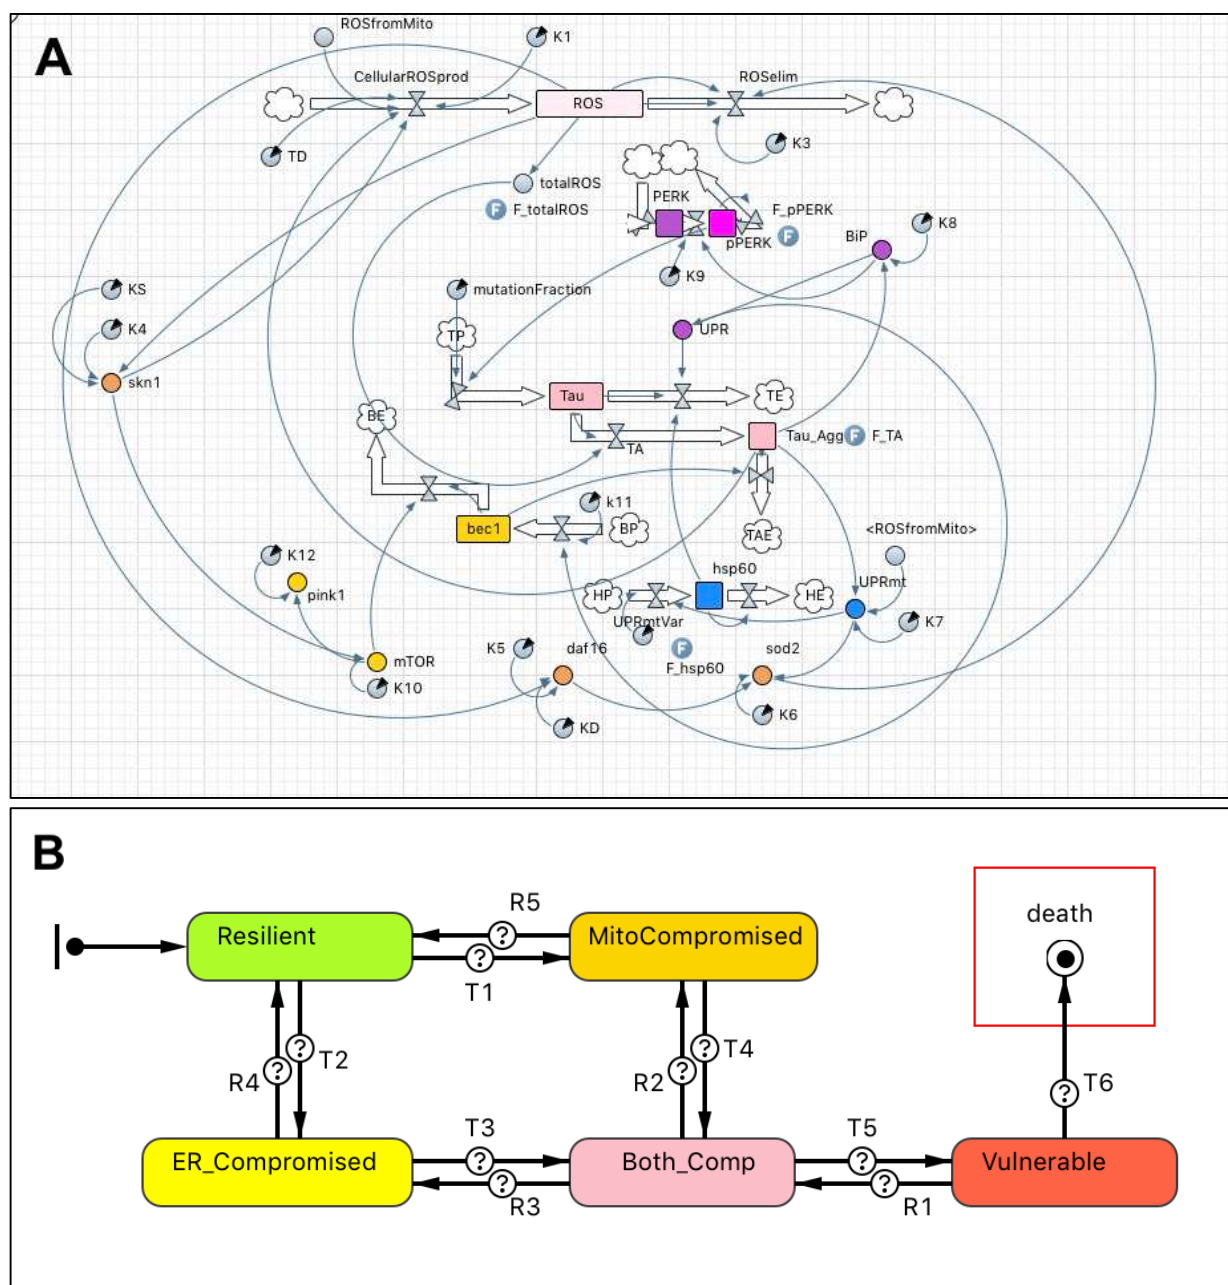 A
ROSfromMito
K1
CellularROSprod
ROSelim
ROS
TD
K3
totalROS
F F_totalROS
PERK
F_pPERK
pPERK F
BiP
K8
K9
KS
mutationFraction
K4
TP
UPR
skn1
Tau
TE
BE
TA
Tau_Agg F F_TA
k11
bec1
BP
TAE
<ROSfromMito>
K12
hsp60
pink1
HP
HE
UPRmt
UPRmtVar
K7
K5
daf16
F
F_hsp60
sod2
mTOR
K10
KD
K6
B
Resilient
R5
MitoCompromised
death
T1
T2
R4
T4
R2
T6
ER_Compromised
T3
Both_Comp
T5
Vulnerable
R3
R1
? ? ? ? ? ? ? ? ? ? ?